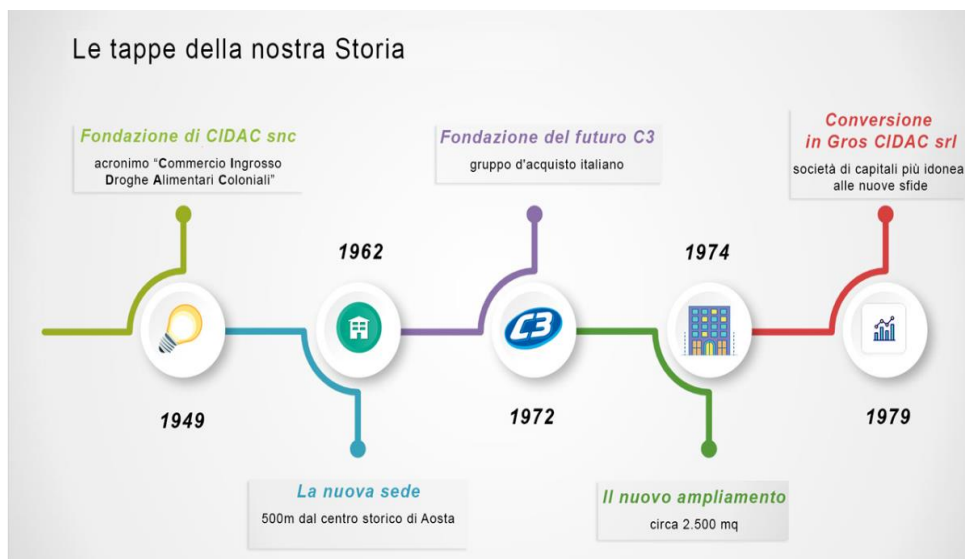 Le tappe della nostra Storia
Fondazione di CIDAC snc
acronimo “Commercio Ingrosso
Droghe Alimentari Coloniali”
1949
1962
La nuova sede
500m dal centro storico di Aosta
Fondazione del futuro C3
gruppo d'acquisto italiano
C3
1972
1974
Il nuovo ampliamento
circa 2.500 mq
Conversione
in Gros CIDAC srl
società di capitali più idonea
alle nuove sfide
1979